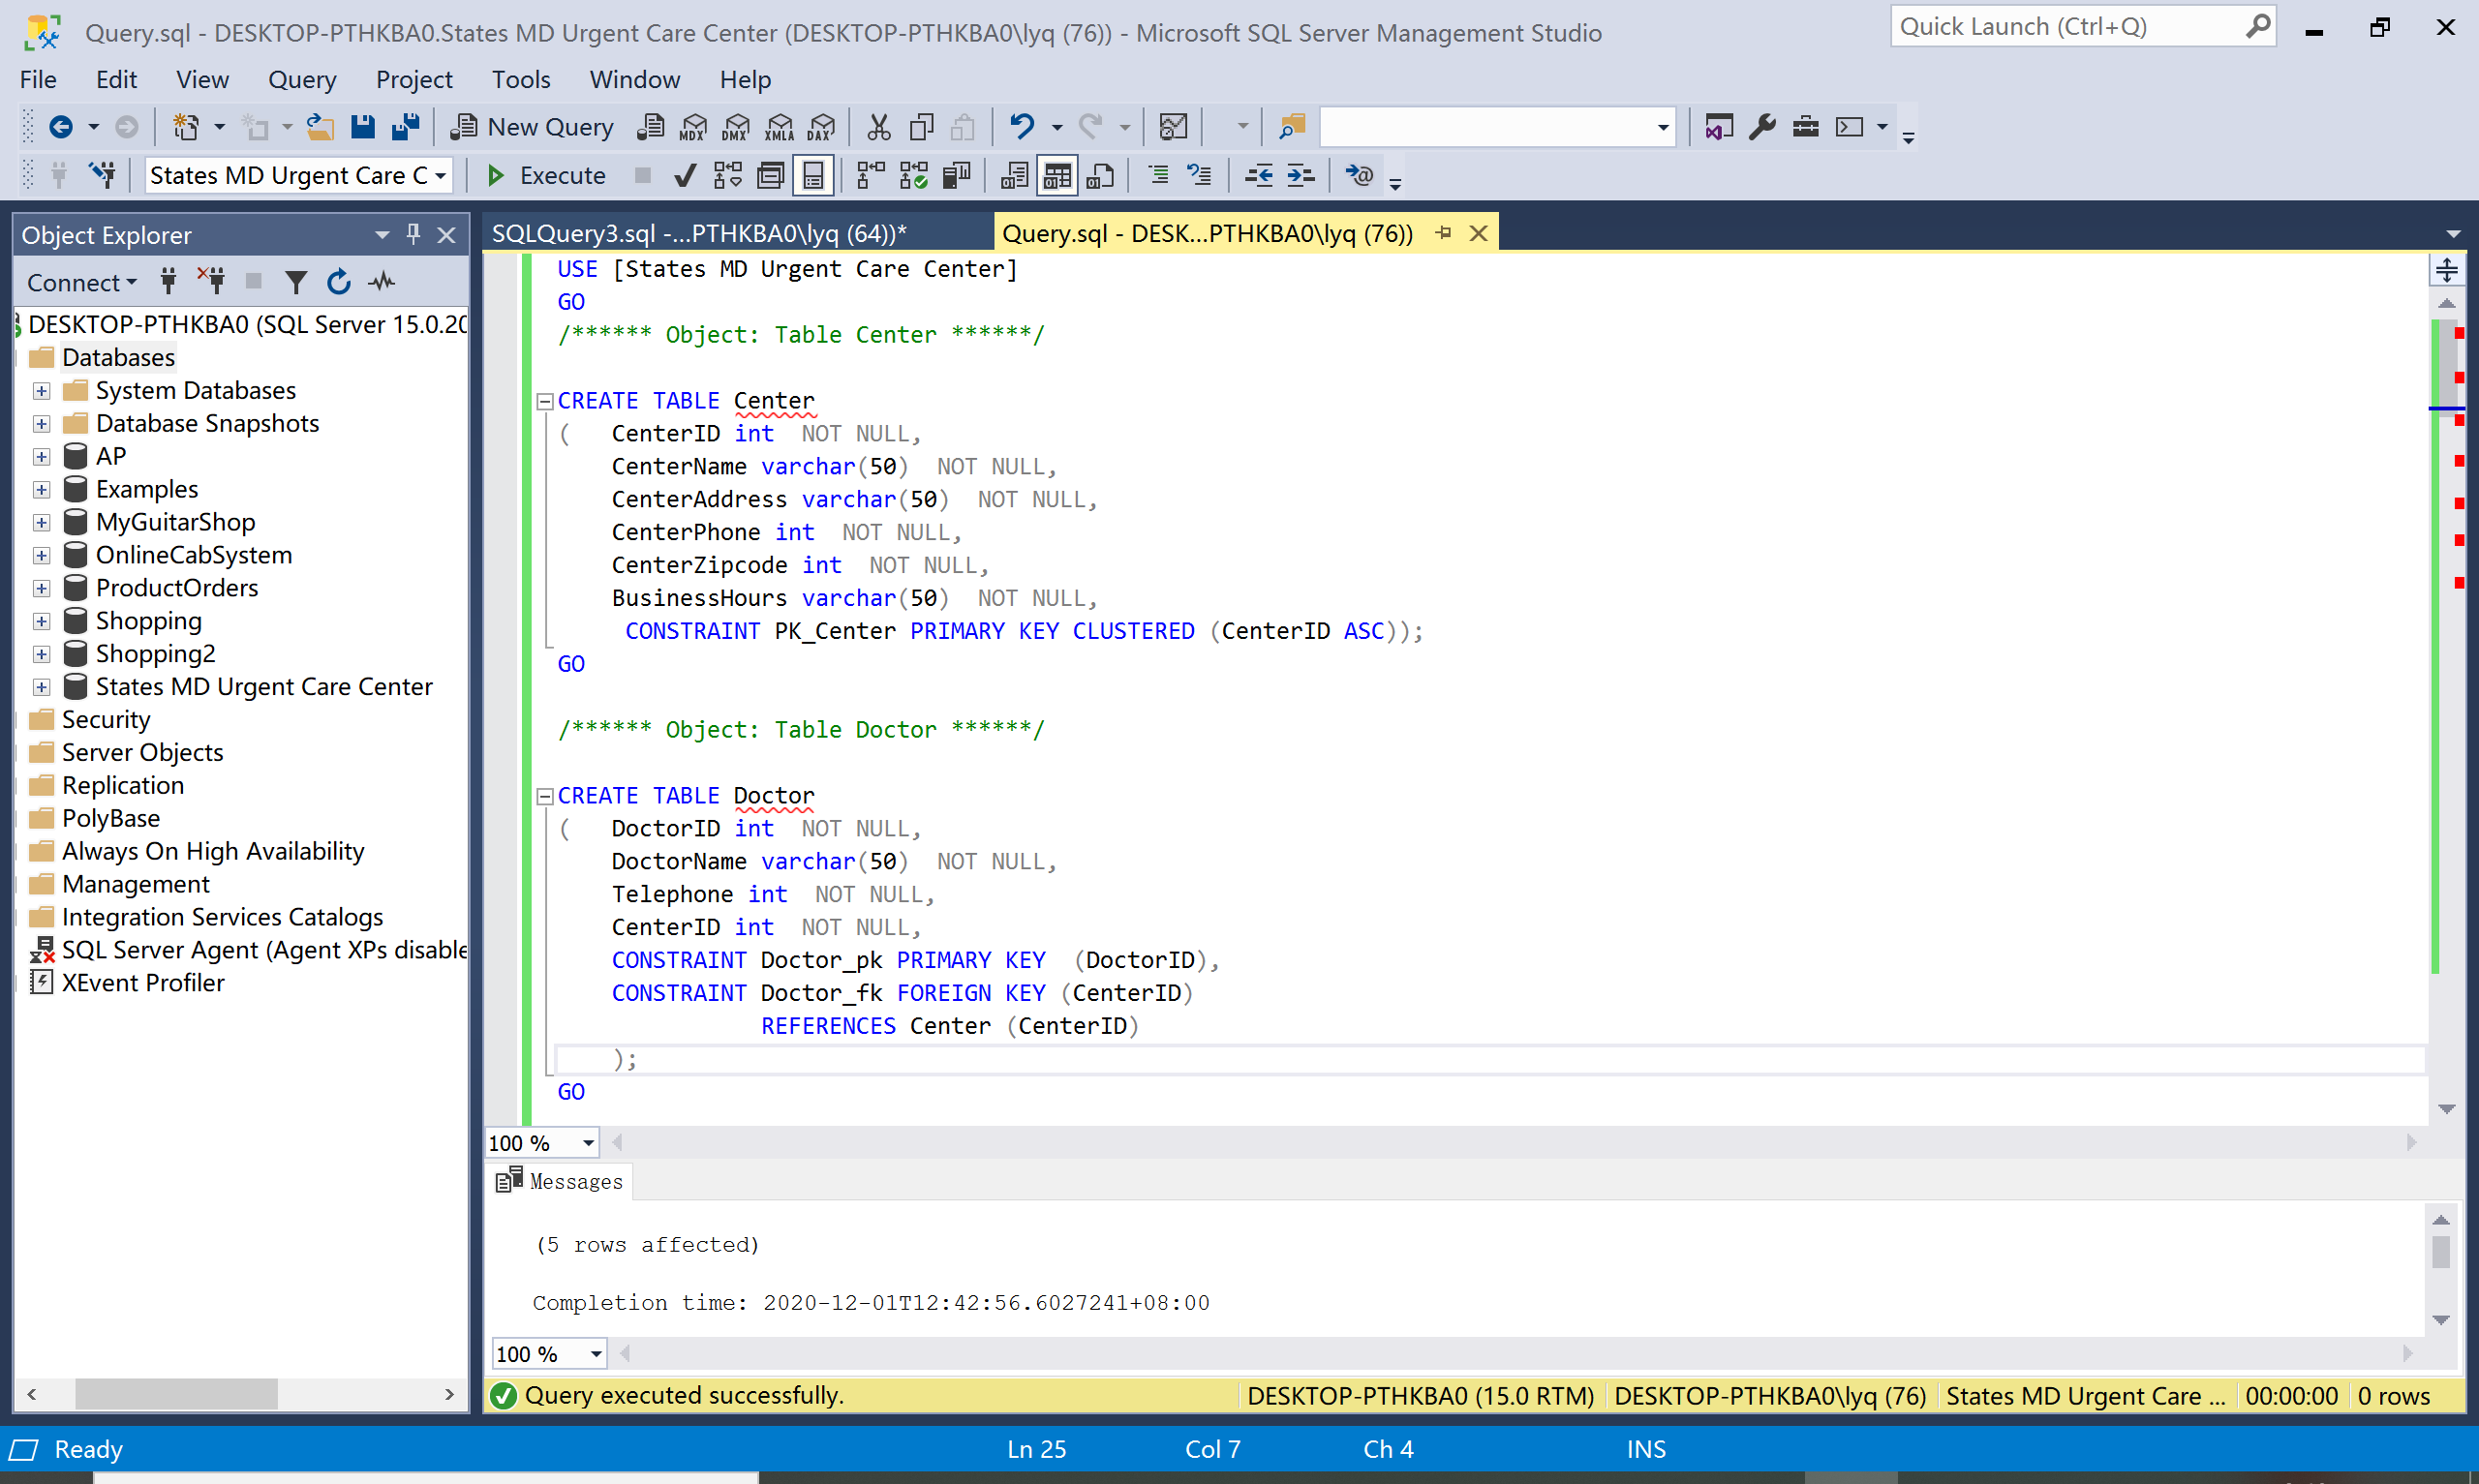 Query.sql - DESKTOP-PTHKBA0.States MD Urgent Care Center (DESKTOP-PTHKBA0\lyq (76)) - Microsoft SQL Server Management Studio
Quick Launch (Ctrl+Q)
File Edit View Query Project Tools Window Help
New Query MDX DMX XMLA DAX
States MD Urgent Care C Execute
Object Explorer
Connect
DESKTOP-PTHKBA0 (SQL Server 15.0.20
Databases
System Databases
Database Snapshots
AP
Examples
MyGuitarShop
OnlineCabSystem
ProductOrders
Shopping
Shopping2
States MD Urgent Care Center
Security
Server Objects
Replication
PolyBase
Always On High Availability
Management
Integration Services Catalogs
SQL Server Agent (Agent XPs disable
XEvent Profiler
SQLQuery3.sql -...PTHKBA0\lyq (64))*
Query.sql - DESK...PTHKBA0\lyq (76))
USE [States MD Urgent Care Center]
GO
/****** Object: Table Center ******/
CREATE TABLE Center
( CenterID int NOT NULL,
CenterName varchar(50) NOT NULL,
CenterAddress varchar(50) NOT NULL,
CenterPhone int NOT NULL,
CenterZipcode int NOT NULL,
BusinessHours varchar(50) NOT NULL,
CONSTRAINT PK_Center PRIMARY KEY CLUSTERED (CenterID ASC));
GO
/****** Object: Table Doctor ******/
CREATE TABLE Doctor
( DoctorID int NOT NULL,
DoctorName varchar(50) NOT NULL,
Telephone int NOT NULL,
CenterID int NOT NULL,
CONSTRAINT Doctor_pk PRIMARY KEY (DoctorID),
CONSTRAINT Doctor_fk FOREIGN KEY (CenterID)
REFERENCES Center (CenterID)
);
GO
100 %
Messages
(5 rows affected)
Completion time: 2020-12-01T12:42:56.6027241+08:00
100 %
Query executed successfully. DESKTOP-PTHKBA0 (15.0 RTM) DESKTOP-PTHKBA0\lyq (76) States MD Urgent Care ... 00:00:00 0 rows
Ready Ln 25 Col 7 Ch 4 INS